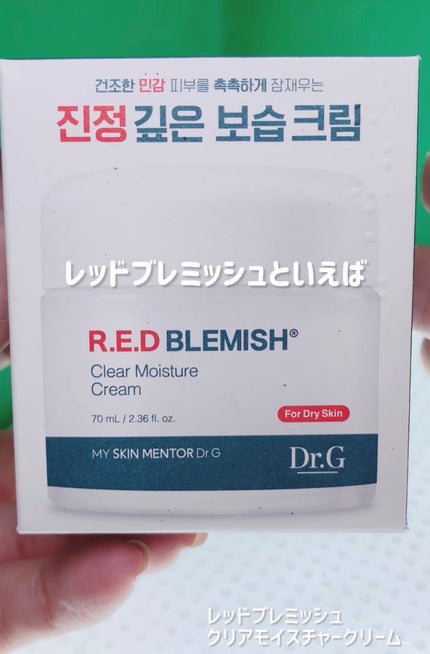 건조한 민감 피부를 촉촉하게 잠재우는
진정 깊은 보습 크림
レッドブレミッシュといえば
R.E.D BLEMISH®
Clear Moisture
Cream
70 mL / 2.36 fl. oz.
For Dry Skin
MY SKIN MENTOR Dr.G
Dr.G
レッドブレミッシュ
クリアモイスチャークリーム